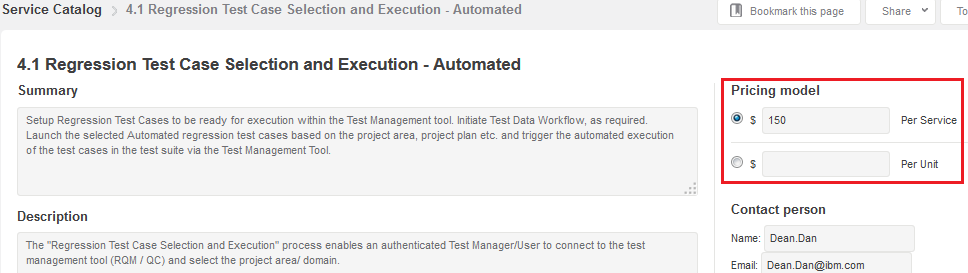 Service Catalog > 4.1 Regression Test Case Selection and Execution - Automated
Bookmark this page
Share
To
4.1 Regression Test Case Selection and Execution - Automated
Summary
Setup Regression Test Cases to be ready for execution within the Test Management tool. Initiate Test Data Workflow, as required.
Launch the selected Automated regression test cases based on the project area, project plan etc. and trigger the automated execution
of the test cases in the test suite via the Test Management Tool.
Description
The "Regression Test Case Selection and Execution" process enables an authenticated Test Manager/User to connect to the test
management tool (RQM / QC) and select the project area/ domain.
Pricing model
$ 150 Per Service
$ Per Unit
Contact person
Name: Dean.Dan
Email: Dean.Dan@ibm.com